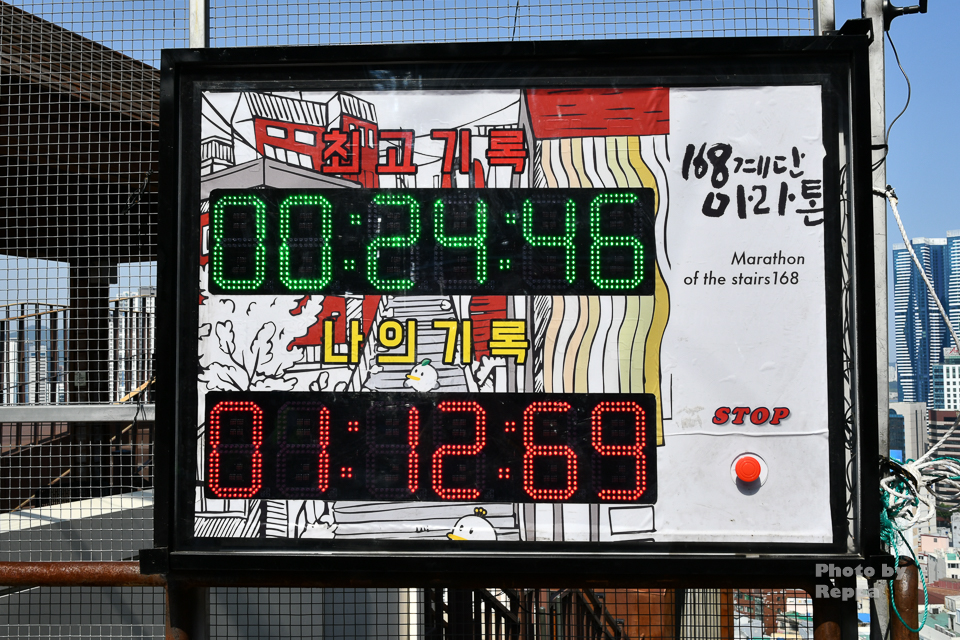 최고기록
00:24:46
나의기록
01:12:69
168계단
마라톤
Marathon
of the stairs168
STOP
Photo by
Repka